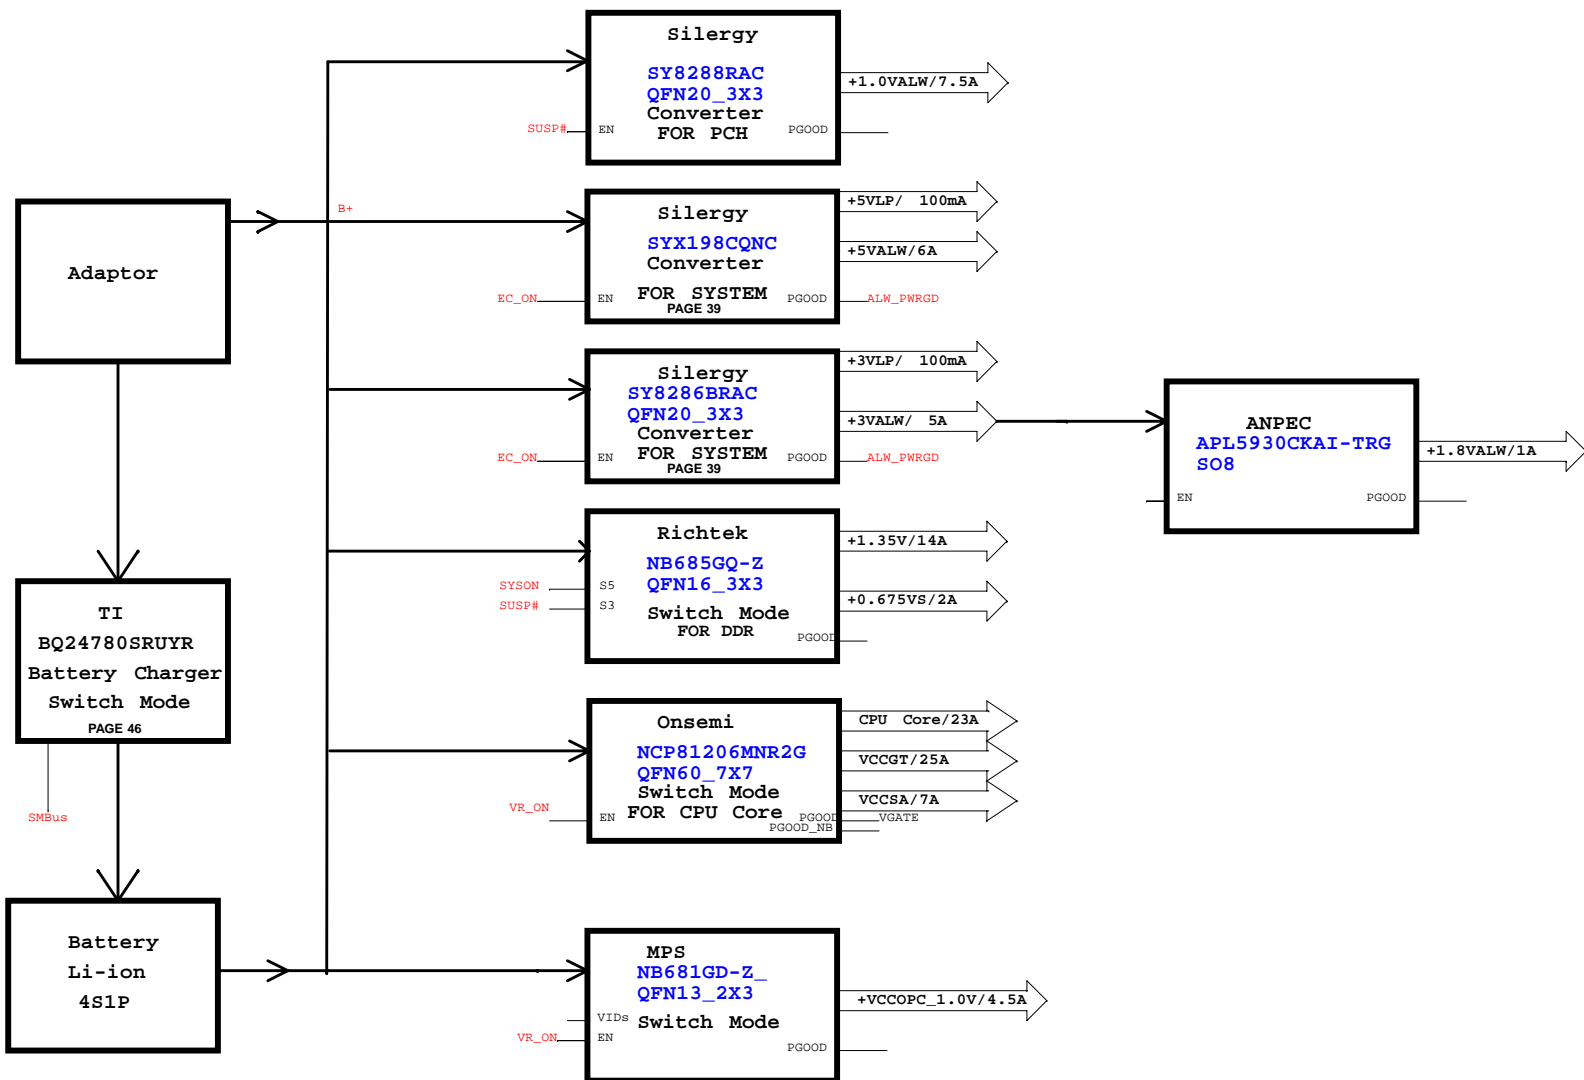 Silergy
SY8288RAC
QFN20_3X3
Converter
FOR PCH
SUSP#
EN
PGOOD
+1.0VALW/7.5A
Adaptor
B+
Silergy
SYX198CQNC
Converter
FOR SYSTEM
PAGE 39
EC_ON
EN
PGOOD
ALW_PWRGD
+5VLP/ 100mA
+5VALW/6A
Silergy
SY8286BRAC
QFN20_3X3
Converter
FOR SYSTEM
PAGE 39
EC_ON
EN
PGOOD
ALW_PWRGD
+3VLP/ 100mA
+3VALW/ 5A
ANPEC
APL5930CKAI-TRG
SO8
EN
PGOOD
+1.8VALW/1A
Richtek
NB685GQ-Z
QFN16_3X3
Switch Mode
FOR DDR
SYSON
S5
SUSP#
S3
PGOOD
+1.35V/14A
+0.675VS/2A
TI
BQ24780SRUYR
Battery Charger
Switch Mode
PAGE 46
SMBus
Onsemi
NCP81206MNR2G
QFN60_7X7
Switch Mode
FOR CPU Core
VR_ON
EN
PGOOD
VGATE
PGOOD_NB
CPU Core/23A
VCCGT/25A
VCCSA/7A
Battery
Li-ion
4S1P
MPS
NB681GD-Z_
QFN13_2X3
Switch Mode
VIDs
VR_ON
EN
PGOOD
+VCCOPC_1.0V/4.5A